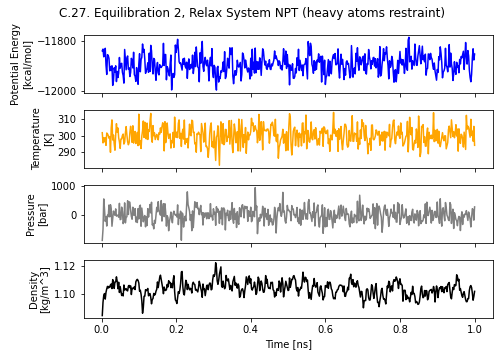 C.27. Equilibration 2, Relax System NPT (heavy atoms restraint)
Potential Energy
[kcal/mol]
−11800
−12000
Temperature
[K]
310
300
290
Pressure
[bar]
1000
0
Density
[kg/m^3]
1.12
1.10
0.0 0.2 0.4 0.6 0.8 1.0
Time [ns]